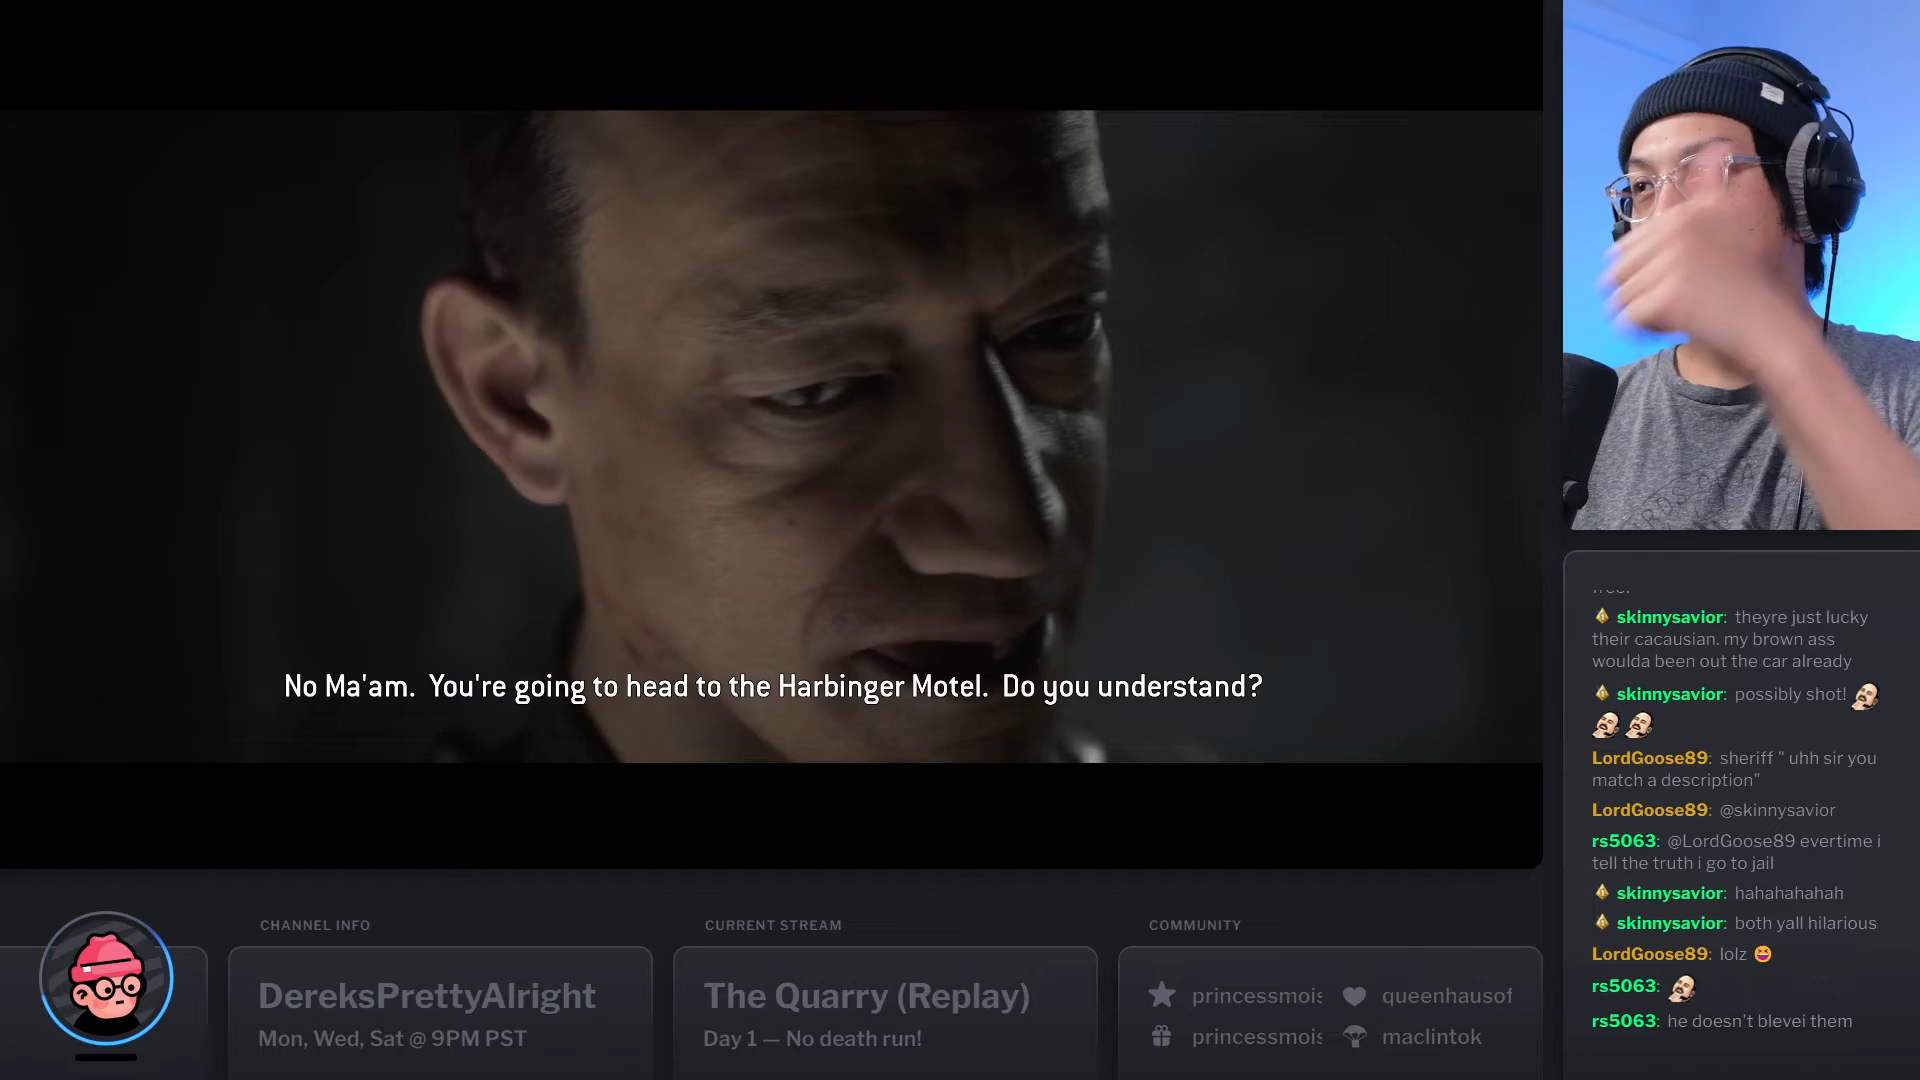 No Ma'am.  You're going to head to the Harbinger Motel.  Do you understand?
skinnysavior: theyre just lucky
their cacausian. my brown ass
woulda been out the car already
skinnysavior: possibly shot!
LordGoose89: sheriff " uhh sir you
match a description"
LordGoose89: @skinnysavior
rs5063: @LordGoose89 evertime i
tell the truth i go to jail
skinnysavior: hahahahahah
skinnysavior: both yall hilarious
LordGoose89: lolz 😆
rs5063:
rs5063: he doesn't blevei them
CHANNEL INFO
DereksPrettyAlright
Mon, Wed, Sat @ 9PM PST
CURRENT STREAM
The Quarry (Replay)
Day 1 — No death run!
COMMUNITY
princessmois queenhausof
princessmois maclintok